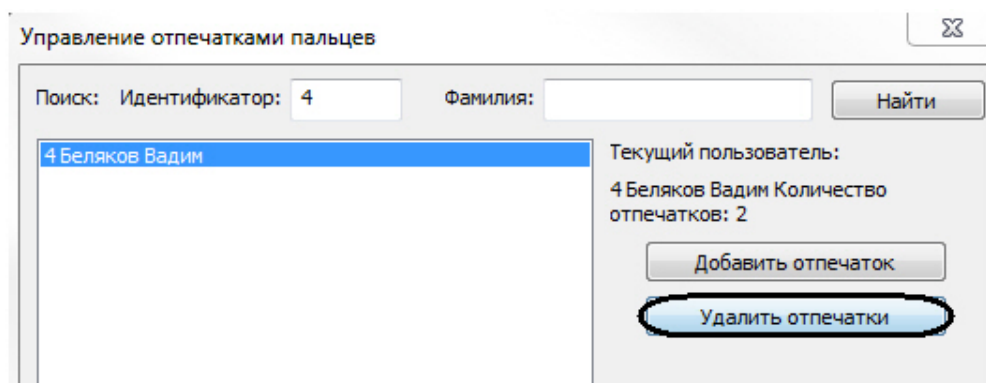 Управление отпечатками пальцев
Поиск: Идентификатор: 4 Фамилия: Найти
4 Беляков Вадим
Текущий пользователь:
4 Беляков Вадим Количество
отпечатков: 2
Добавить отпечаток
Удалить отпечатки